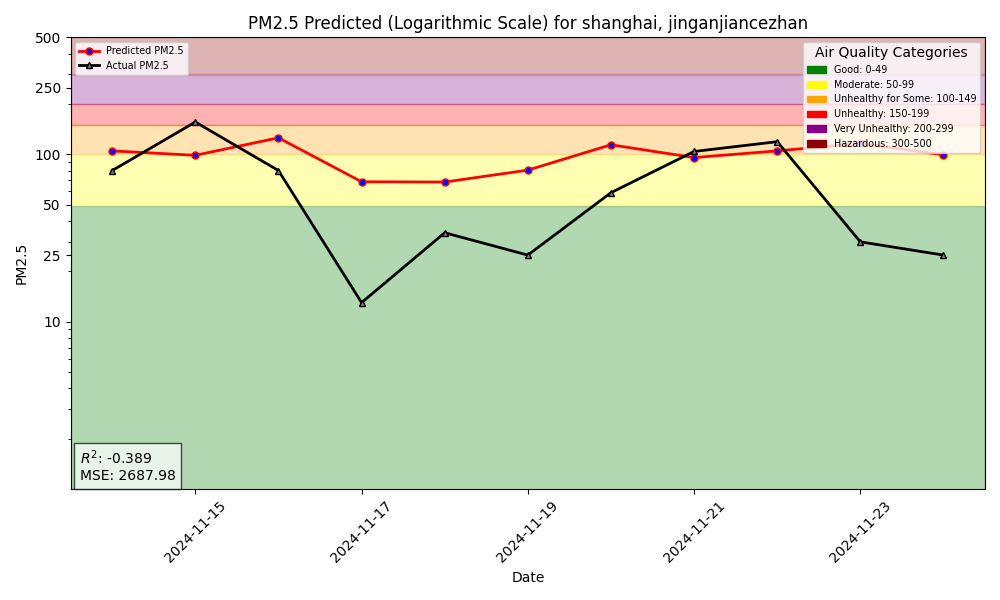 PM2.5 Predicted (Logarithmic Scale) for shanghai, jinganjiancezhan
500
250
100
50
25
10
PM2.5
Predicted PM2.5
Actual PM2.5
Air Quality Categories
Good: 0-49
Moderate: 50-99
Unhealthy for Some: 100-149
Unhealthy: 150-199
Very Unhealthy: 200-299
Hazardous: 300-500
R²: -0.389
MSE: 2687.98
2024-11-15
2024-11-17
2024-11-19
2024-11-21
2024-11-23
Date